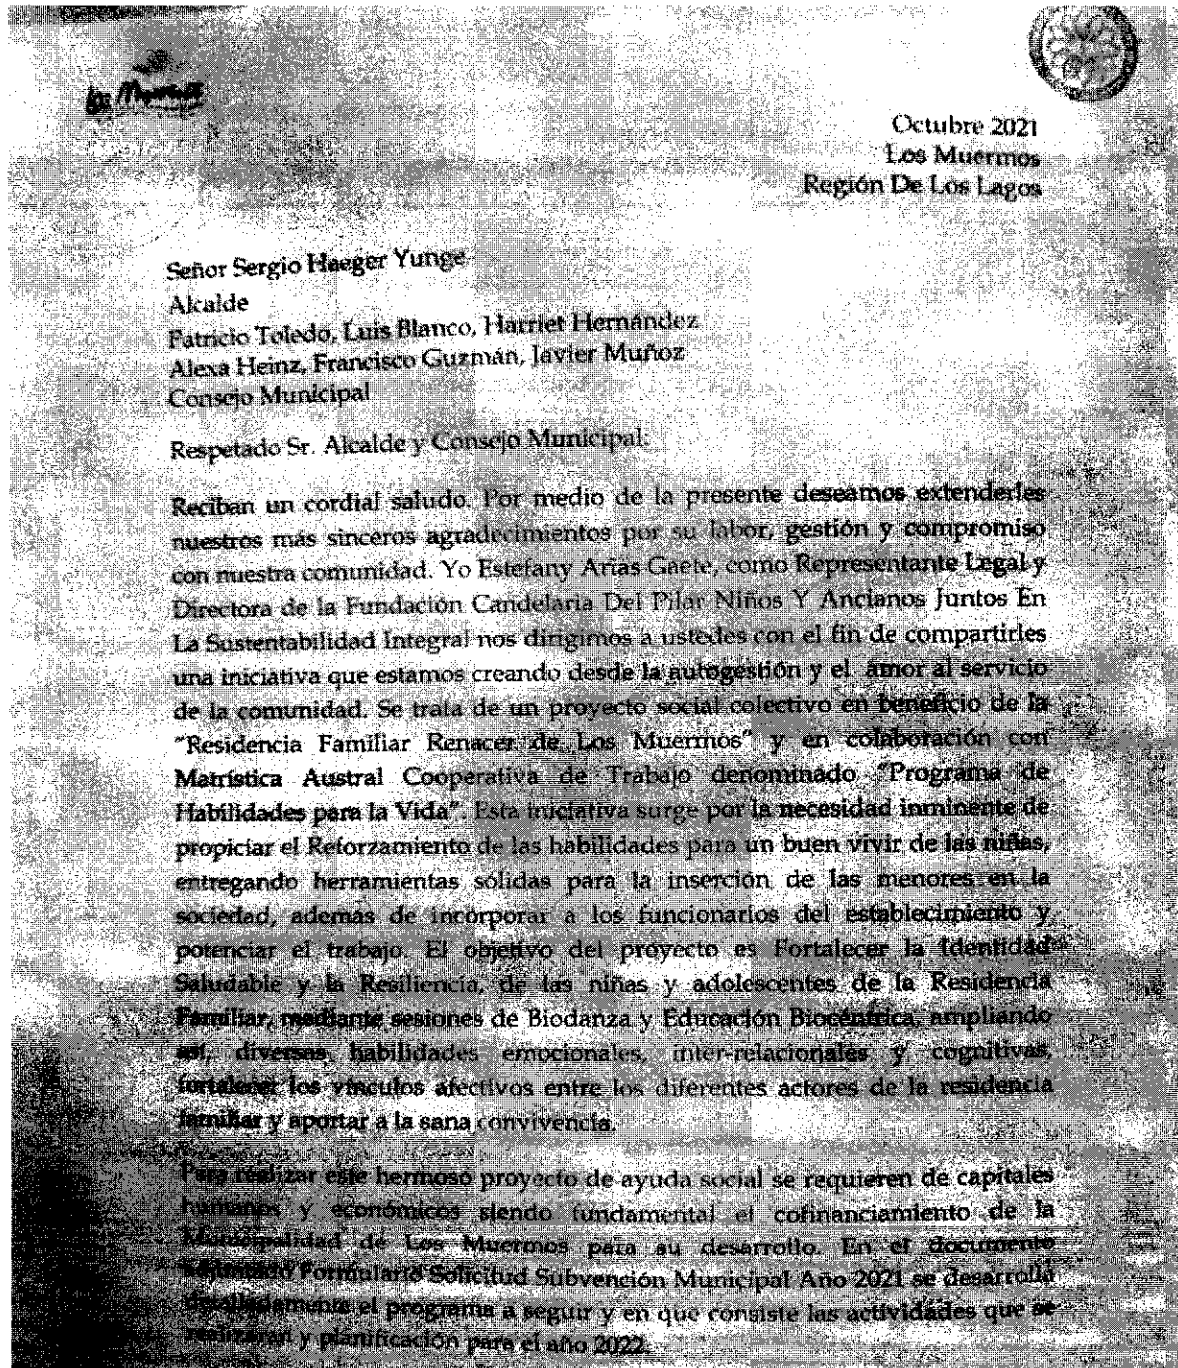 Los Muermos
Octubre 2021
Los Muermos
Región De Los Lagos
Señor Sergio Haeger Yunge
Alcalde
Patricio Toledo, Luis Blanco, Harriet Hernández
Alexa Heinz, Francisco Guzmán, Javier Muñoz
Consejo Municipal
Respetado Sr. Alcalde y Consejo Municipal:
Reciban un cordial saludo. Por medio de la presente deseamos extenderles
nuestros más sinceros agradecimientos por su labor, gestión y compromiso
con nuestra comunidad. Yo Estefany Arias Gaete, como Representante Legal y
Directora de la Fundación Candelaria Del Pilar Niños Y Ancianos Juntos En
La Sustentabilidad Integral nos dirigimos a ustedes con el fin de compartirles
una iniciativa que estamos creando desde la autogestión y el amor al servicio
de la comunidad. Se trata de un proyecto social colectivo en beneficio de la
"Residencia Familiar Renacer de Los Muermos" y en colaboración con
Matrística Austral Cooperativa de Trabajo denominado "Programa de
Habilidades para la Vida". Esta iniciativa surge por la necesidad inminente de
propiciar el Reforzamiento de las habilidades para un buen vivir de las niñas,
entregando herramientas sólidas para la inserción de las menores en la
sociedad, además de incorporar a los funcionarios del establecimiento y
potenciar el trabajo. El objetivo del proyecto es Fortalecer la Identidad
Saludable y la Resiliencia, de las niñas y adolescentes de la Residencia
Familiar, mediante sesiones de Biodanza y Educación Biocéntrica, ampliando
así, diversas habilidades emocionales, inter-relacionales y cognitivas,
fortalecer los vínculos afectivos entre los diferentes actores de la residencia
familiar y aportar a la sana convivencia.
Para realizar este hermoso proyecto de ayuda social se requieren de capitales
humanos y económicos siendo fundamental el cofinanciamiento de la
Municipalidad de Los Muermos para su desarrollo. En el documento
Formulario Solicitud Subvención Municipal Año 2021 se desarrolla
detalladamente el programa a seguir y en que consiste las actividades que se
realizaran y planificación para el año 2022.